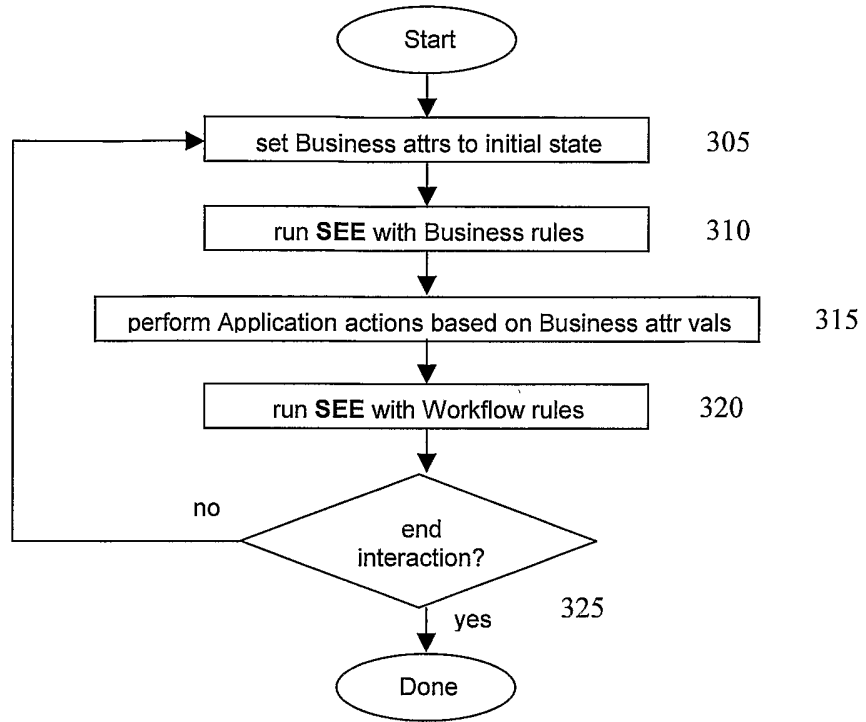 Start
set Business attrs to initial state
305
run SEE with Business rules
310
perform Application actions based on Business attr vals
315
run SEE with Workflow rules
320
no
end
interaction?
325
yes
Done